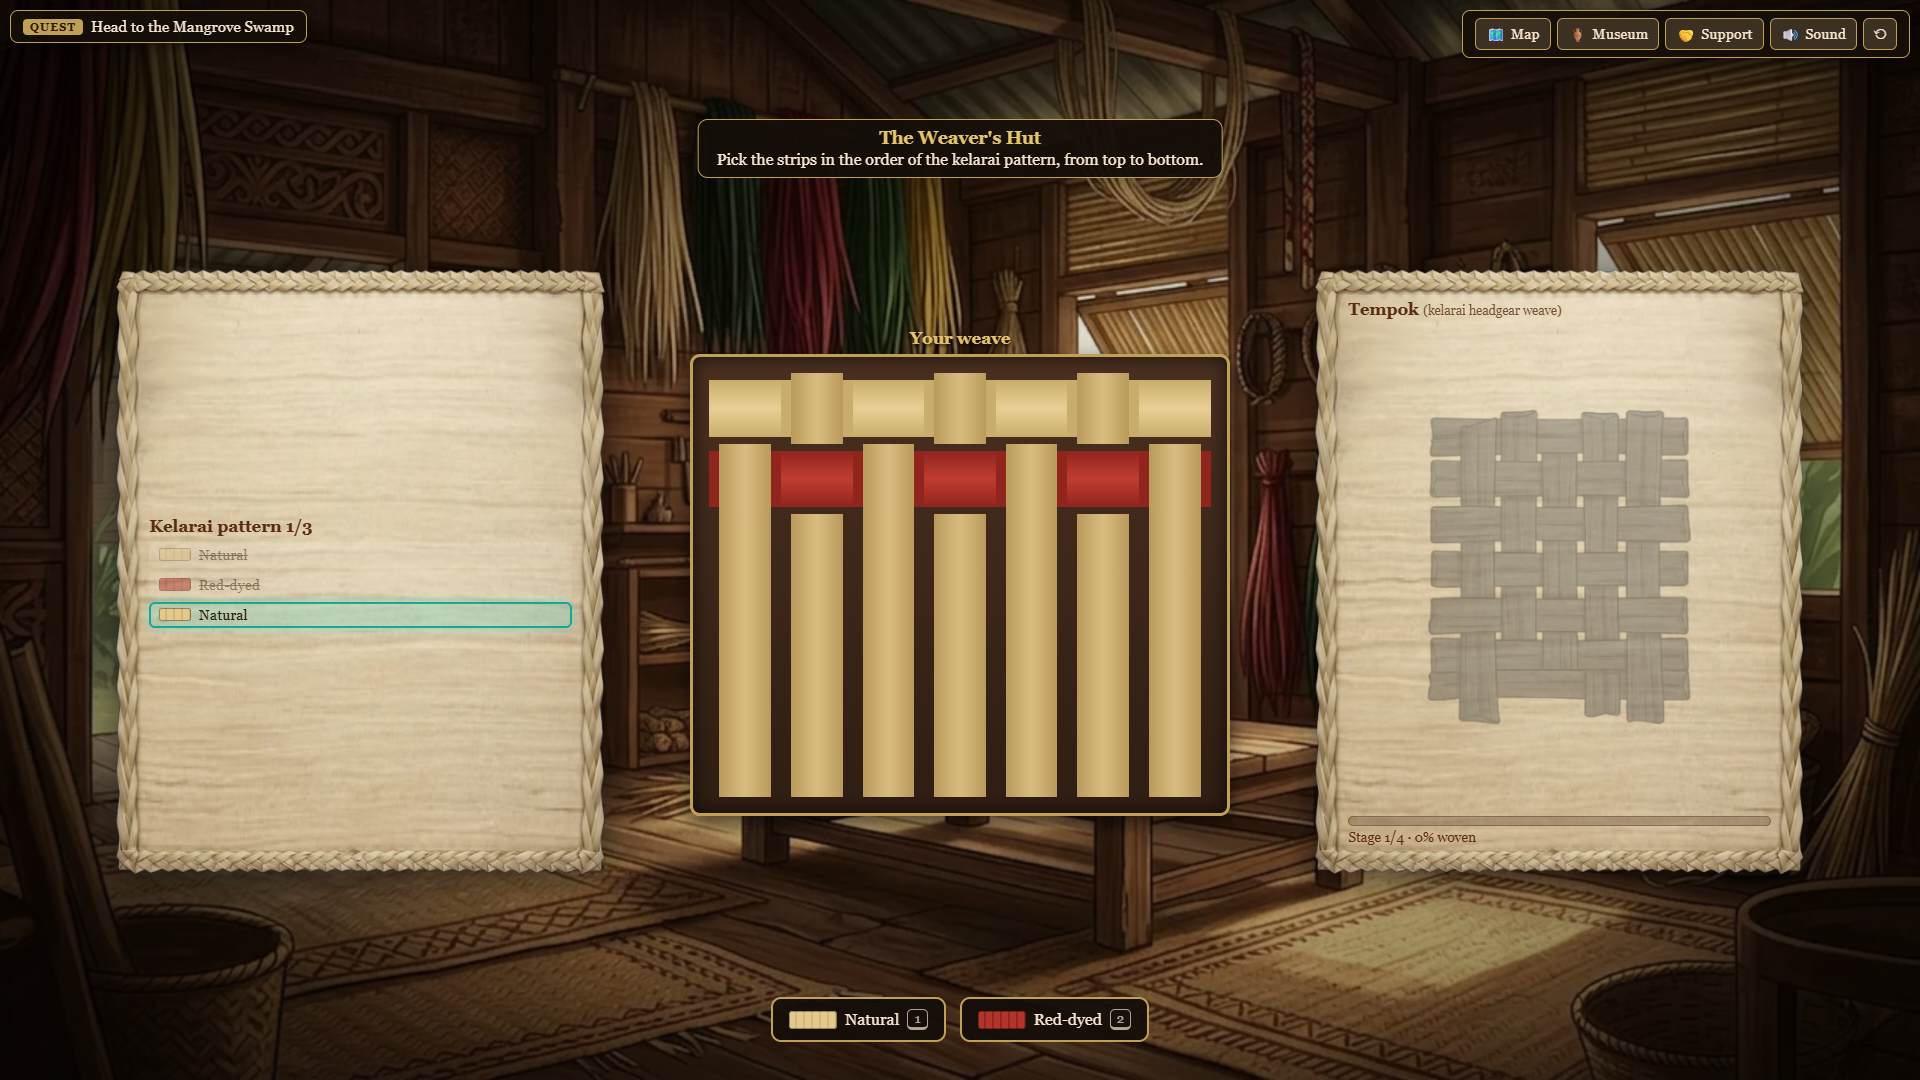 QUEST Head to the Mangrove Swamp
Map
Museum
Support
Sound
The Weaver's Hut
Pick the strips in the order of the kelarai pattern, from top to bottom.
Kelarai pattern 1/3
Natural
Red-dyed
Natural
Your weave
Tempok (kelarai headgear weave)
Stage 1/4 · 0% woven
Natural 1
Red-dyed 2